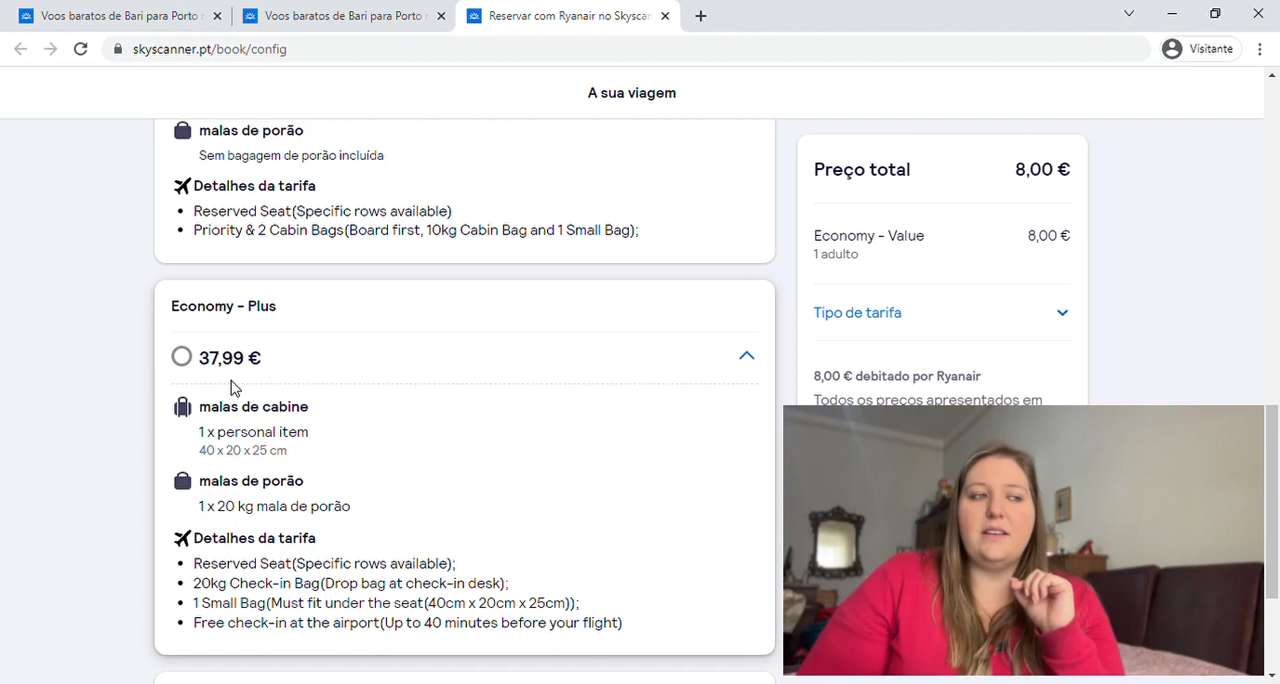 Voos baratos de Bari para Porto
Voos baratos de Bari para Porto
Reservar com Ryanair no Skyscan
skyscanner.pt/book/config
Visitante
A sua viagem
malas de porão
Sem bagagem de porão incluída
Detalhes da tarifa
• Reserved Seat(Specific rows available)
• Priority & 2 Cabin Bags(Board first, 10kg Cabin Bag and 1 Small Bag);
Economy - Plus
37,99 €
malas de cabine
1 x personal item
40 x 20 x 25 cm
malas de porão
1 x 20 kg mala de porão
Detalhes da tarifa
• Reserved Seat(Specific rows available);
• 20kg Check-in Bag(Drop bag at check-in desk);
• 1 Small Bag(Must fit under the seat(40cm x 20cm x 25cm));
• Free check-in at the airport(Up to 40 minutes before your flight)
Preço total 8,00 €
Economy - Value 8,00 €
1 adulto
Tipo de tarifa
8,00 € debitado por Ryanair
Todos os preços apresentados em